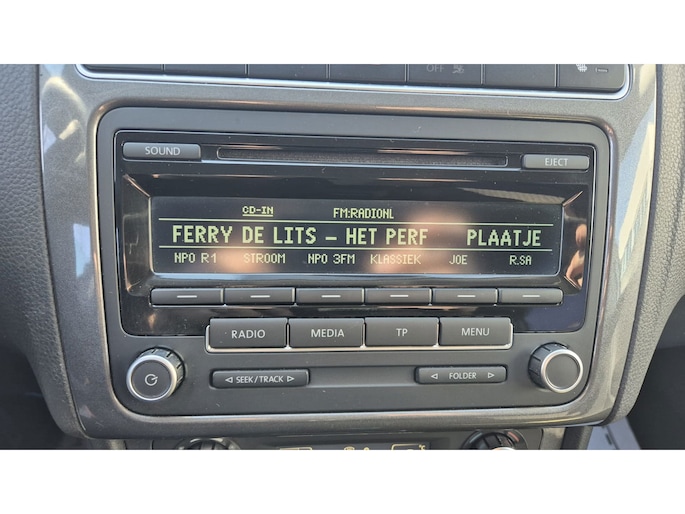 OFF
SOUND
EJECT
CD-IN FM:RADIONL
FERRY DE LITS – HET PERF PLAATJE
NPO R1 STROOM NPO 3FM KLASSIEK JOE R.SA
RADIO MEDIA TP MENU
◁ SEEK/TRACK ▷ ◁ FOLDER ▷